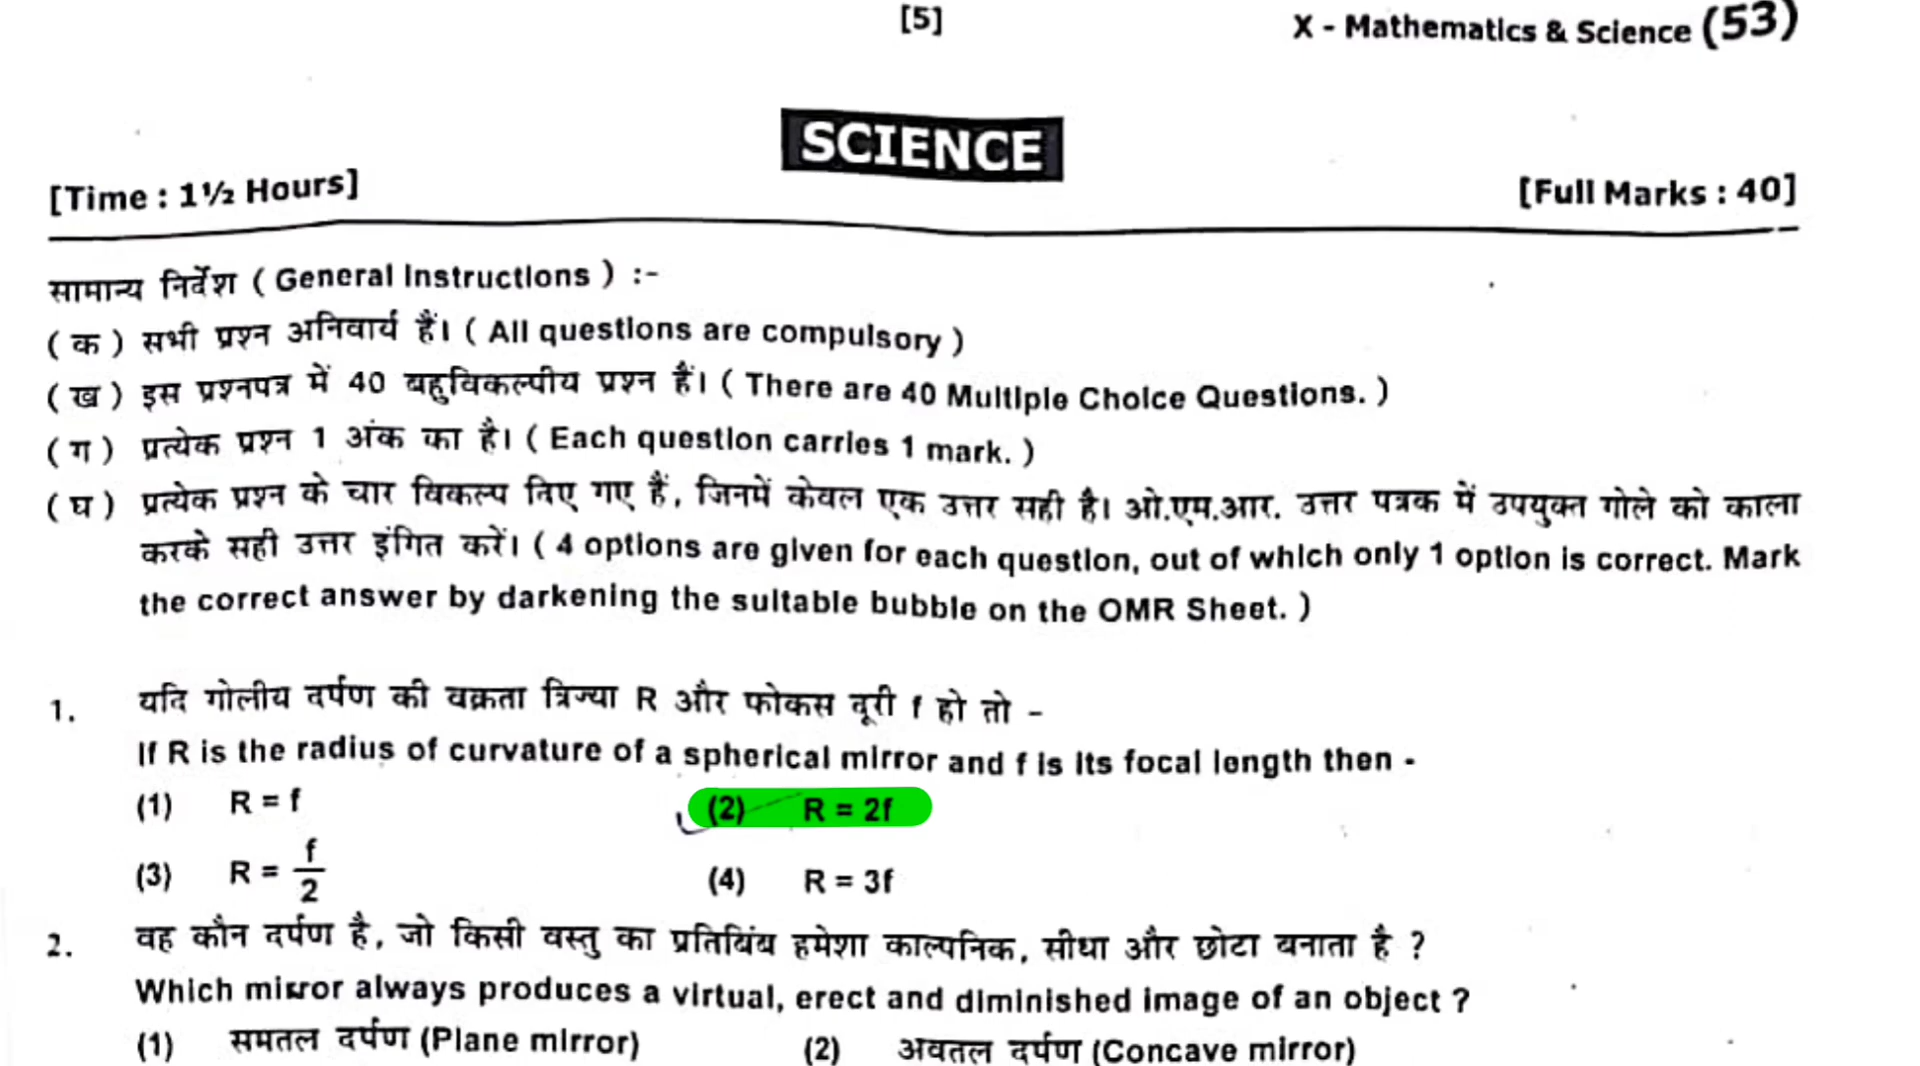 [5]
X - Mathematics & Science (53)
SCIENCE
[Time : 1½ Hours]
[Full Marks : 40]
सामान्य निर्देश ( General Instructions ) :-
( क ) सभी प्रश्न अनिवार्य हैं। ( All questions are compulsory )
( ख ) इस प्रश्नपत्र में 40 बहुविकल्पीय प्रश्न हैं। ( There are 40 Multiple Choice Questions. )
( ग ) प्रत्येक प्रश्न 1 अंक का है। ( Each question carries 1 mark. )
( घ ) प्रत्येक प्रश्न के चार विकल्प दिए गए हैं, जिनमें केवल एक उत्तर सही है। ओ.एम.आर. उत्तर पत्रक में उपयुक्त गोले को काला
करके सही उत्तर इंगित करें। ( 4 options are given for each question, out of which only 1 option is correct. Mark
the correct answer by darkening the suitable bubble on the OMR Sheet. )
1. यदि गोलीय दर्पण की वक्रता त्रिज्या R और फोकस दूरी f हो तो -
If R is the radius of curvature of a spherical mirror and f is its focal length then -
(1) R = f (2) R = 2f
(3) R = f/2 (4) R = 3f
2. वह कौन दर्पण है, जो किसी वस्तु का प्रतिबिंब हमेशा काल्पनिक, सीधा और छोटा बनाता है ?
Which mirror always produces a virtual, erect and diminished image of an object ?
(1) समतल दर्पण (Plane mirror) (2) अवतल दर्पण (Concave mirror)